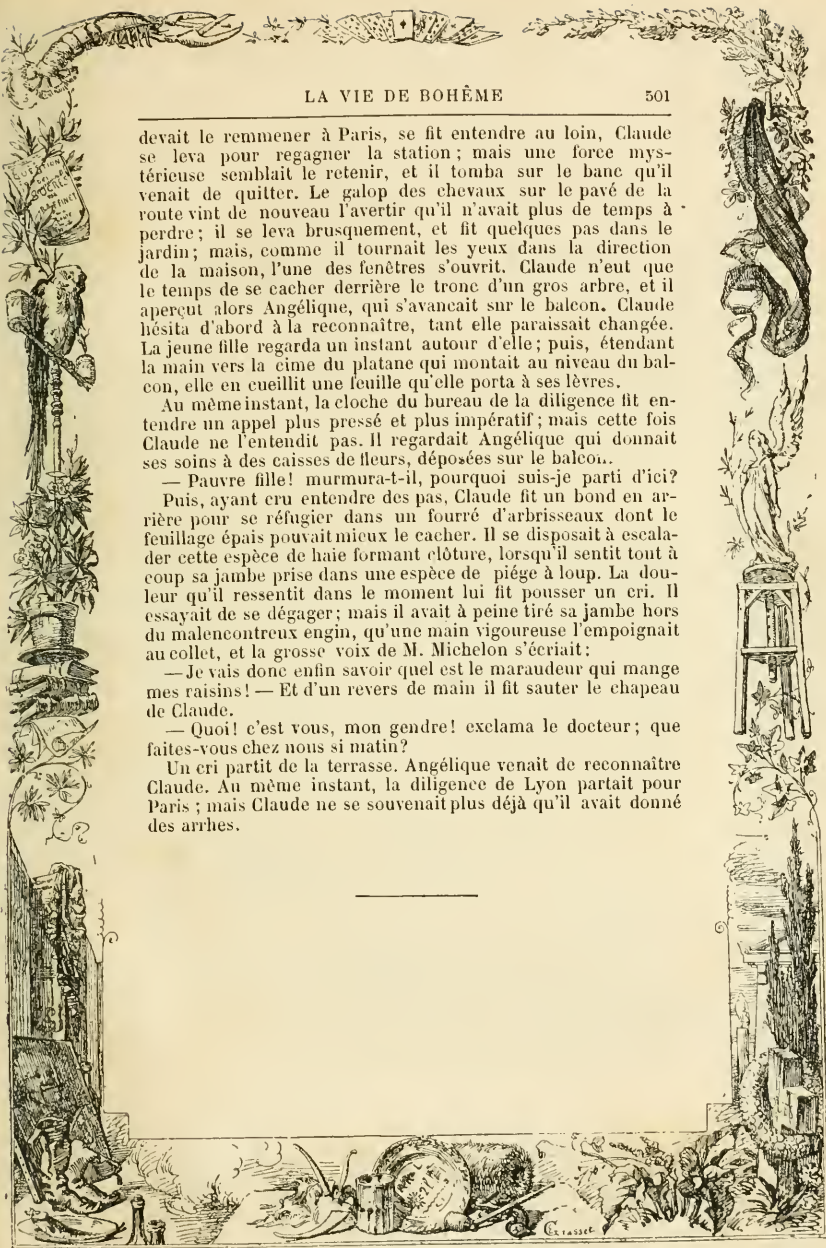 LA VIE DE BOHÊME 501
devait le remmener à Paris, se fit entendre au loin, Claude
se leva pour regagner la station ; mais une force mys-
térieuse semblait le retenir, et il tomba sur le banc qu'il
venait de quitter. Le galop des chevaux sur le pavé de la
route vint de nouveau l'avertir qu'il n'avait plus de temps à
perdre ; il se leva brusquement, et fit quelques pas dans le
jardin ; mais, comme il tournait les yeux dans la direction
de la maison, l'une des fenêtres s'ouvrit. Claude n'eut que
le temps de se cacher derrière le tronc d'un gros arbre, et il
aperçut alors Angélique, qui s'avancait sur le balcon. Claude
hésita d'abord à la reconnaître, tant elle paraissait changée.
La jeune fille regarda un instant autour d'elle ; puis, étendant
la main vers la cime du platane qui montait au niveau du bal-
con, elle en cueillit une feuille qu'elle porta à ses lèvres.
Au même instant, la cloche du bureau de la diligence fit en-
tendre un appel plus pressé et plus impératif ; mais cette fois
Claude ne l'entendit pas. Il regardait Angélique qui donnait
ses soins à des caisses de fleurs, déposées sur le balcon.
— Pauvre fille! murmura-t-il, pourquoi suis-je parti d'ici?
Puis, ayant cru entendre des pas, Claude fit un bond en ar-
rière pour se réfugier dans un fourré d'arbrisseaux dont le
feuillage épais pouvait mieux le cacher. Il se disposait à escala-
der cette espèce de haie formant clôture, lorsqu'il sentit tout à
coup sa jambe prise dans une espèce de piége à loup. La dou-
leur qu'il ressentit dans le moment lui fit pousser un cri. Il
essayait de se dégager ; mais il avait à peine tiré sa jambe hors
du malencontreux engin, qu'une main vigoureuse l'empoignait
au collet, et la grosse voix de M. Michelon s'écriait :
— Je vais donc enfin savoir quel est le maraudeur qui mange
mes raisins! — Et d'un revers de main il fit sauter le chapeau
de Claude.
— Quoi! c'est vous, mon gendre! exclama le docteur ; que
faites-vous chez nous si matin?
Un cri partit de la terrasse. Angélique venait de reconnaître
Claude. Au même instant, la diligence de Lyon partait pour
Paris ; mais Claude ne se souvenait plus déjà qu'il avait donné
des arrhes.
QUESTION
SOCIALE